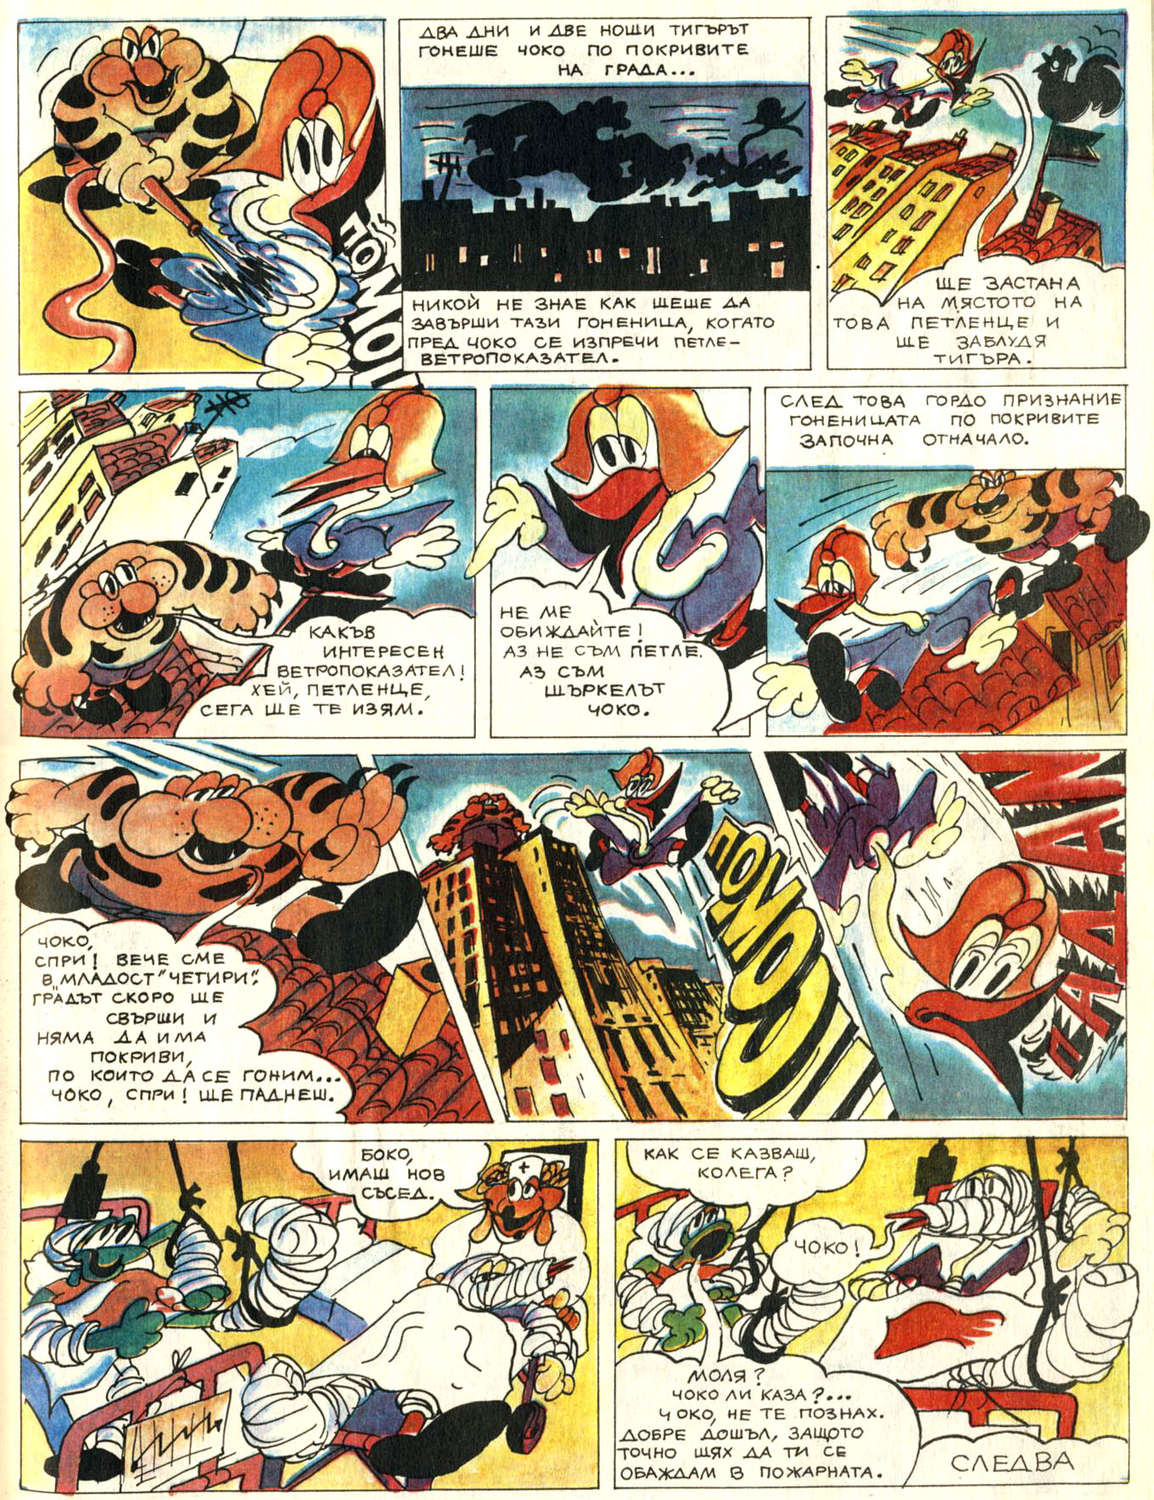 ПОМОЩ
ДВА ДНИ И ДВЕ НОЩИ ТИГЪРЪТ
ГОНЕШЕ ЧОКО ПО ПОКРИВИТЕ
НА ГРАДА...
НИКОЙ НЕ ЗНАЕ КАК ЩЕШЕ ДА
ЗАВЪРШИ ТАЗИ ГОНЕНИЦА, КОГАТО
ПРЕД ЧОКО СЕ ИЗПРЕЧИ ПЕТЛЕ–
ВЕТРОПОКАЗАТЕЛ.
ЩЕ ЗАСТАНА
НА МЯСТОТО НА
ТОВА ПЕТЛЕНЦЕ И
ЩЕ ЗАБЛУДЯ
ТИГЪРА.
КАКЪВ
ИНТЕРЕСЕН
ВЕТРОПОКАЗАТЕЛ!
ХЕЙ, ПЕТЛЕНЦЕ,
СЕГА ЩЕ ТЕ ИЗЯМ.
НЕ МЕ
ОБИЖДАЙТЕ!
АЗ НЕ СЪМ ПЕТЛЕ.
АЗ СЪМ
ЩЪРКЕЛЪТ
ЧОКО.
СЛЕД ТОВА ГОРДО ПРИЗНАНИЕ
ГОНЕНИЦАТА ПО ПОКРИВИТЕ
ЗАПОЧНА ОТНАЧАЛО.
ЧОКО,
СПРИ! ВЕЧЕ СМЕ
В „МЛАДОСТ" ЧЕТИРИ".
ГРАДЪТ СКОРО ЩЕ
СВЪРШИ И
НЯМА ДА ИМА
ПОКРИВИ,
ПО КОИТО ДА СЕ ГОНИМ...
ЧОКО, СПРИ! ЩЕ ПАДНЕШ.
ПОМОООЩ
ПАДАМ
БОКО,
ИМАШ НОВ
СЪСЕД.
КАК СЕ КАЗВАШ,
КОЛЕГА?
ЧОКО!
МОЛЯ?
ЧОКО ЛИ КАЗА?...
ЧОКО, НЕ ТЕ ПОЗНАХ.
ДОБРЕ ДОШЪЛ, ЗАЩОТО
ТОЧНО ЩЯХ ДА ТИ СЕ
ОБАЖДАМ В ПОЖАРНАТА.
СЛЕДВА